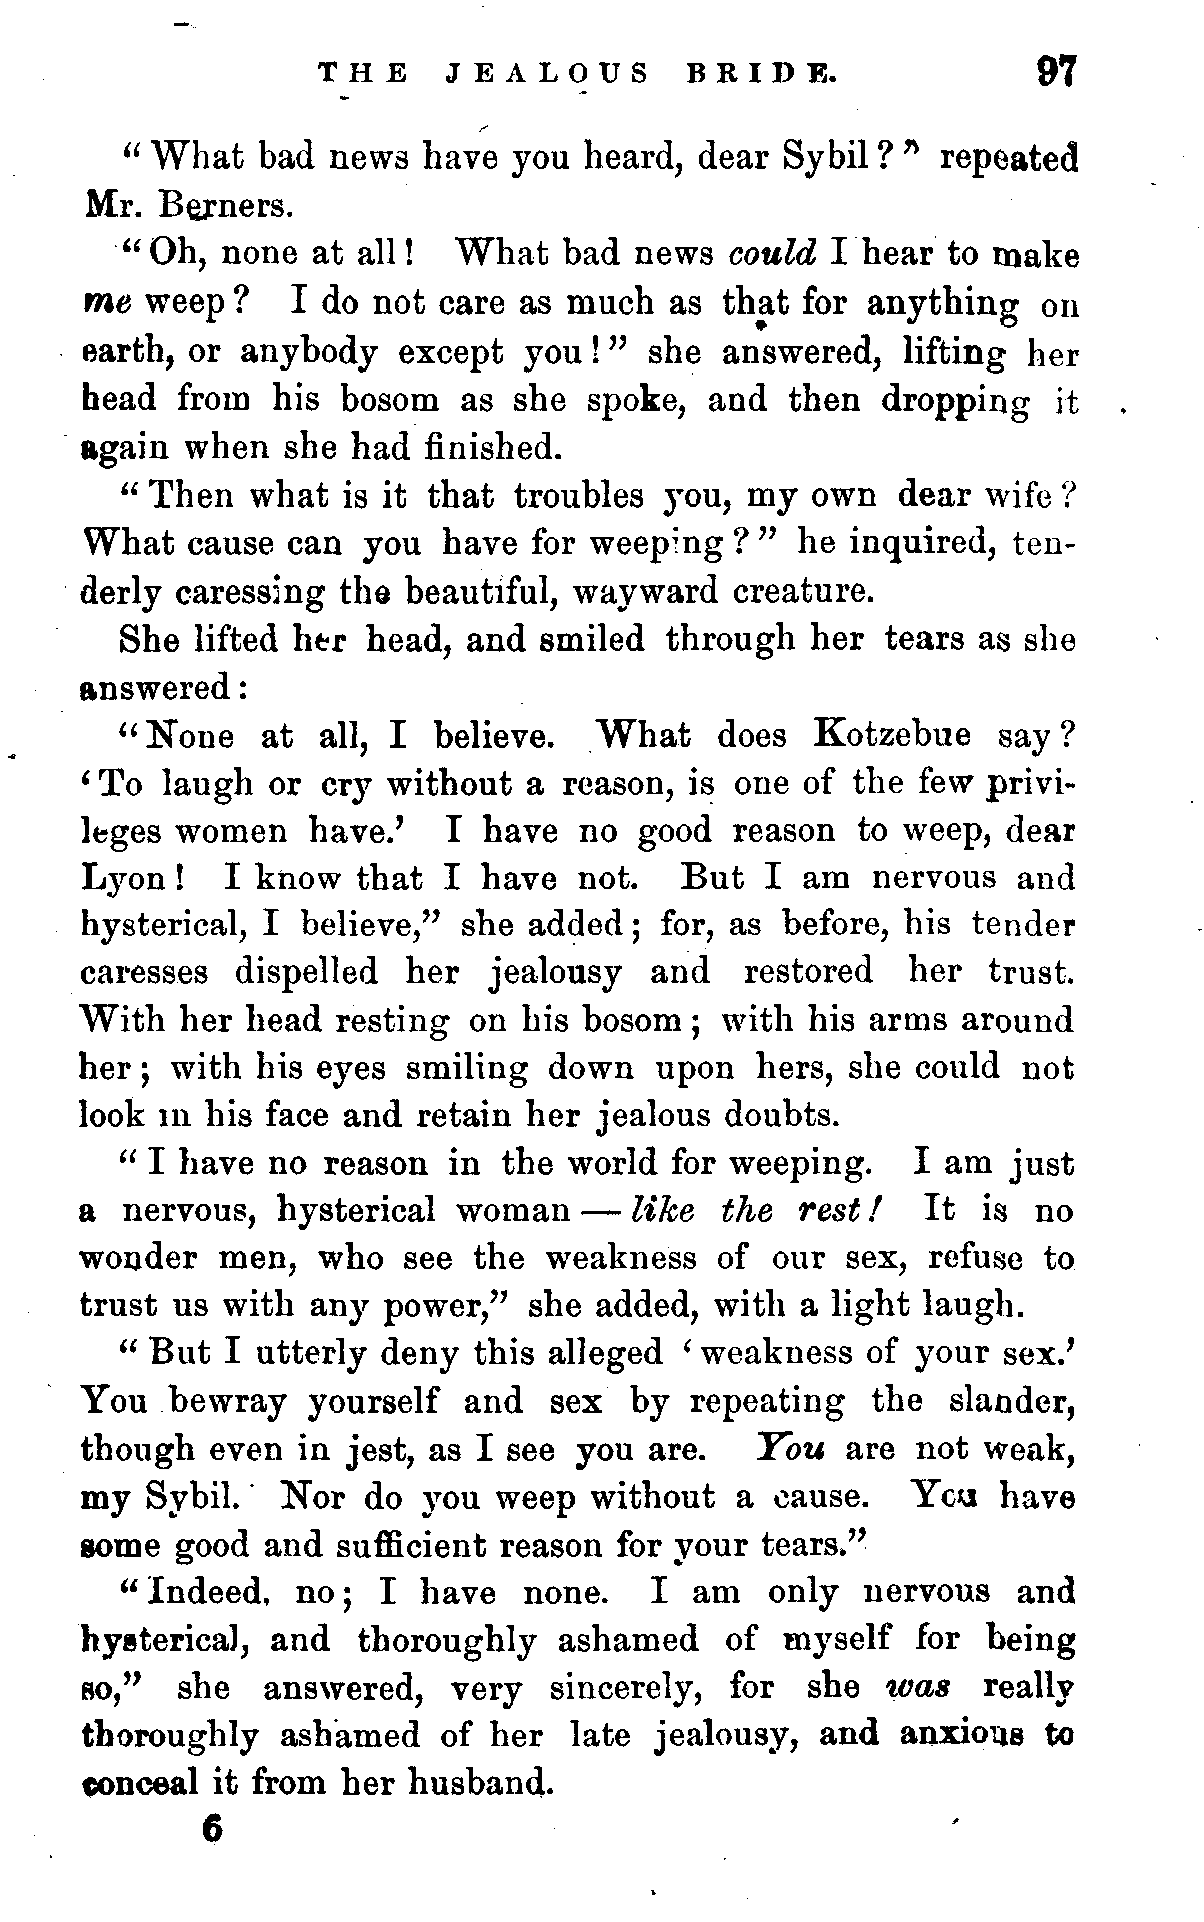 THE JEALOUS BRIDE. 97
“What bad news have you heard, dear Sybil?” repeated
Mr. Berners.
“Oh, none at all! What bad news could I hear to make
me weep? I do not care as much as that for anything on
earth, or anybody except you!” she answered, lifting her
head from his bosom as she spoke, and then dropping it
again when she had finished.
“Then what is it that troubles you, my own dear wife?
What cause can you have for weeping?” he inquired, ten-
derly caressing the beautiful, wayward creature.
She lifted her head, and smiled through her tears as she
answered:
“None at all, I believe. What does Kotzebue say?
‘To laugh or cry without a reason, is one of the few privi-
leges women have.’ I have no good reason to weep, dear
Lyon! I know that I have not. But I am nervous and
hysterical, I believe,” she added; for, as before, his tender
caresses dispelled her jealousy and restored her trust.
With her head resting on his bosom; with his arms around
her; with his eyes smiling down upon hers, she could not
look in his face and retain her jealous doubts.
“I have no reason in the world for weeping. I am just
a nervous, hysterical woman — like the rest! It is no
wonder men, who see the weakness of our sex, refuse to
trust us with any power,” she added, with a light laugh.
“But I utterly deny this alleged ‘weakness of your sex.’
You bewray yourself and sex by repeating the slander,
though even in jest, as I see you are. You are not weak,
my Sybil. Nor do you weep without a cause. You have
some good and sufficient reason for your tears.”
“Indeed, no; I have none. I am only nervous and
hysterical, and thoroughly ashamed of myself for being
so,” she answered, very sincerely, for she was really
thoroughly ashamed of her late jealousy, and anxious to
conceal it from her husband.
6